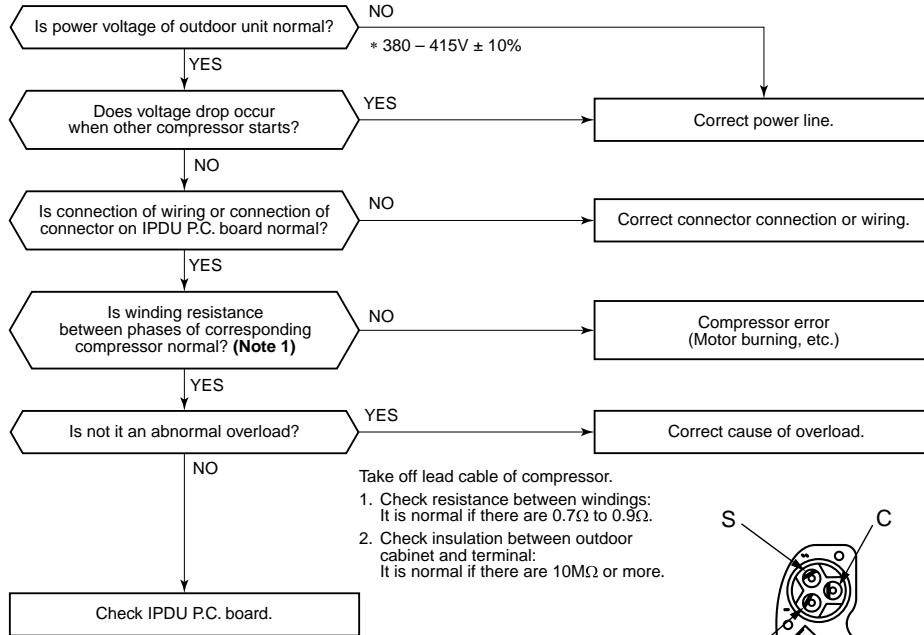 Is power voltage of outdoor unit normal?
NO
* 380 – 415V ± 10%
YES
Does voltage drop occur
when other compressor starts?
YES
Correct power line.
NO
Is connection of wiring or connection of
connector on IPDU P.C. board normal?
NO
Correct connector connection or wiring.
YES
Is winding resistance
between phases of corresponding
compressor normal? (Note 1)
NO
Compressor error
(Motor burning, etc.)
YES
Is not it an abnormal overload?
YES
Correct cause of overload.
NO
Take off lead cable of compressor.
1. Check resistance between windings:
It is normal if there are 0.7Ω to 0.9Ω.
2. Check insulation between outdoor
cabinet and terminal:
It is normal if there are 10MΩ or more.
S
C
Check IPDU P.C. board.